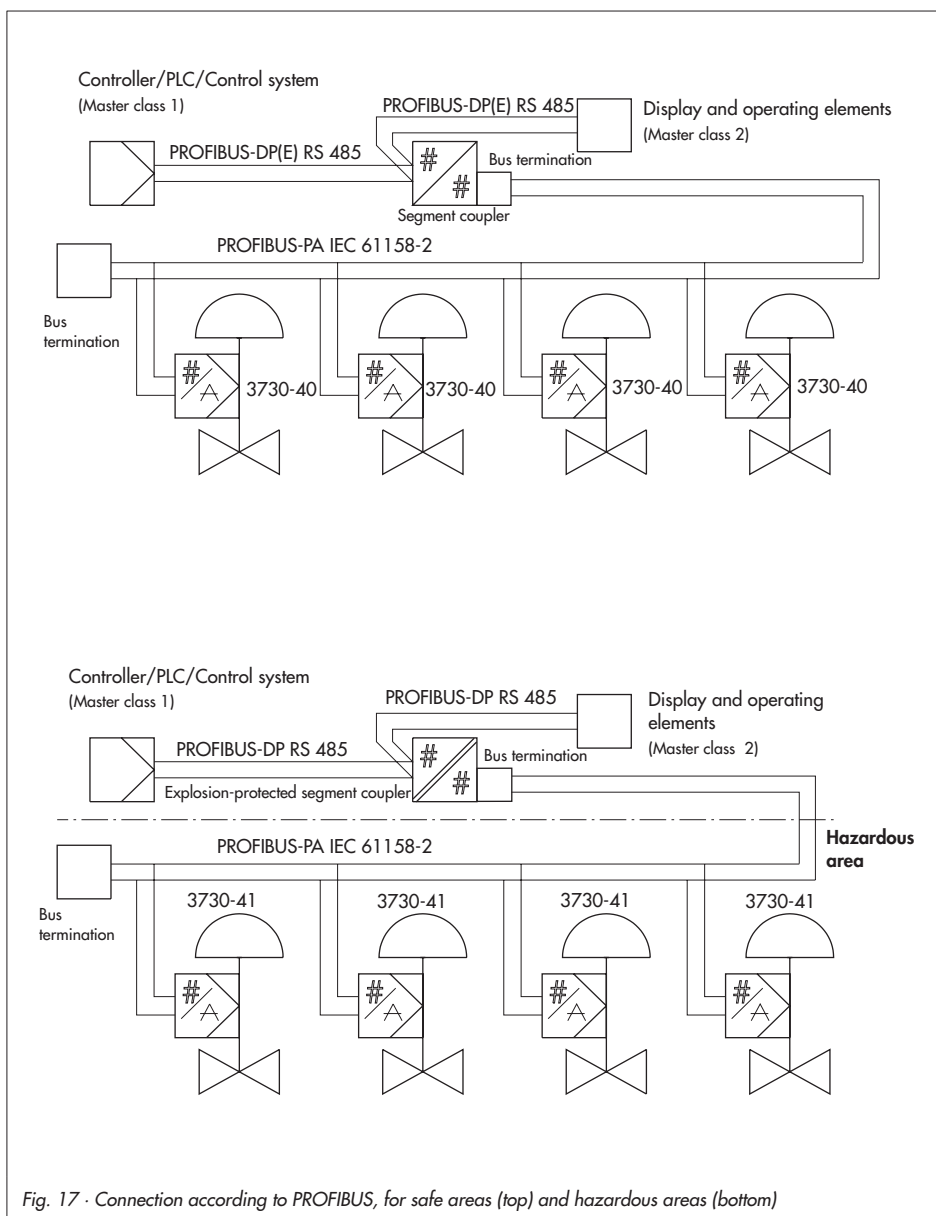 Controller/PLC/Control system
(Master class 1)
PROFIBUS-DP(E) RS 485
Display and operating elements
(Master class 2)
PROFIBUS-DP(E) RS 485
#
#
Bus termination
Segment coupler
PROFIBUS-PA IEC 61158-2
Bus
termination
#
A
3730-40
#
A
3730-40
#
A
3730-40
#
A
3730-40
Controller/PLC/Control system
(Master class 1)
PROFIBUS-DP RS 485
Display and operating
elements
(Master class 2)
PROFIBUS-DP RS 485
#
#
Bus termination
Explosion-protected segment coupler
Hazardous
area
PROFIBUS-PA IEC 61158-2
Bus
termination
3730-41
3730-41
3730-41
3730-41
#
A
#
A
#
A
#
A
Fig. 17 · Connection according to PROFIBUS, for safe areas (top) and hazardous areas (bottom)